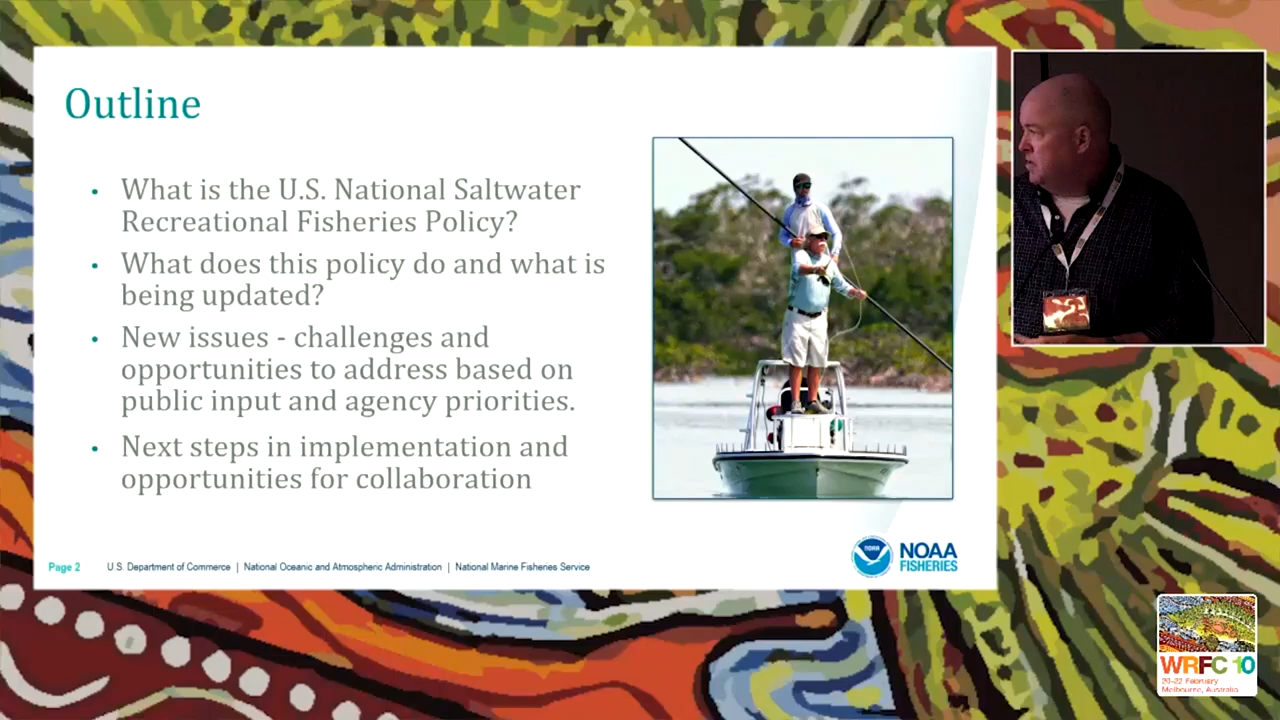 Outline
• What is the U.S. National Saltwater
Recreational Fisheries Policy?
• What does this policy do and what is
being updated?
• New issues - challenges and
opportunities to address based on
public input and agency priorities.
• Next steps in implementation and
opportunities for collaboration
Page 2 U.S. Department of Commerce | National Oceanic and Atmospheric Administration | National Marine Fisheries Service
NOAA
NOAA
FISHERIES
WRFC 10
20-22 February
Melbourne, Australia